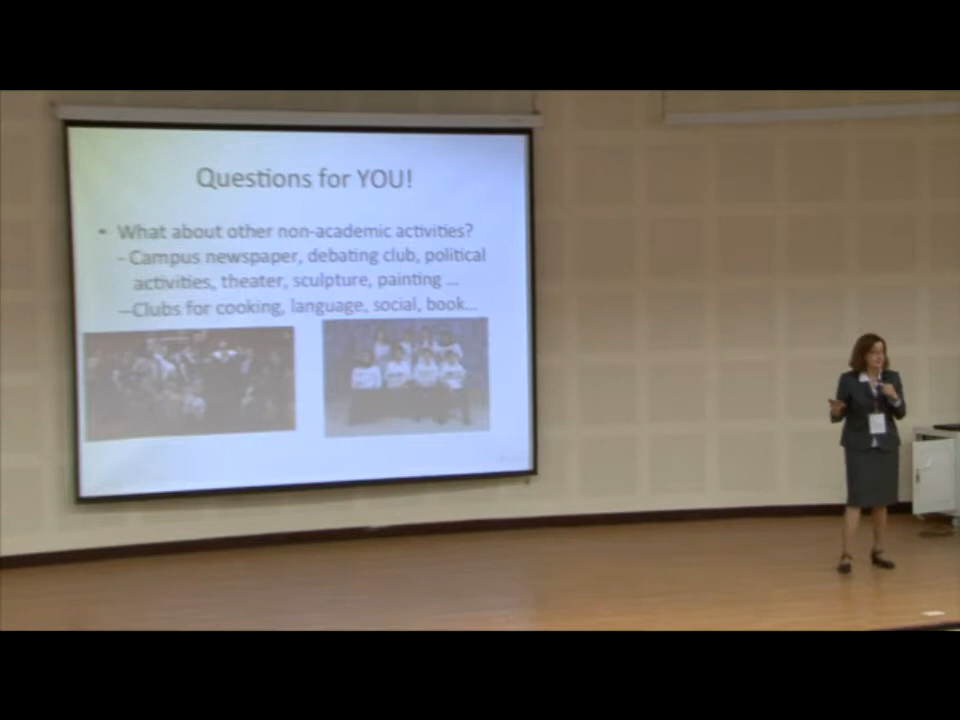 Questions for YOU!
• What about other non-academic activities?
– Campus newspaper, debating club, political
activities, theater, sculpture, painting ...
–Clubs for cooking, language, social, book...